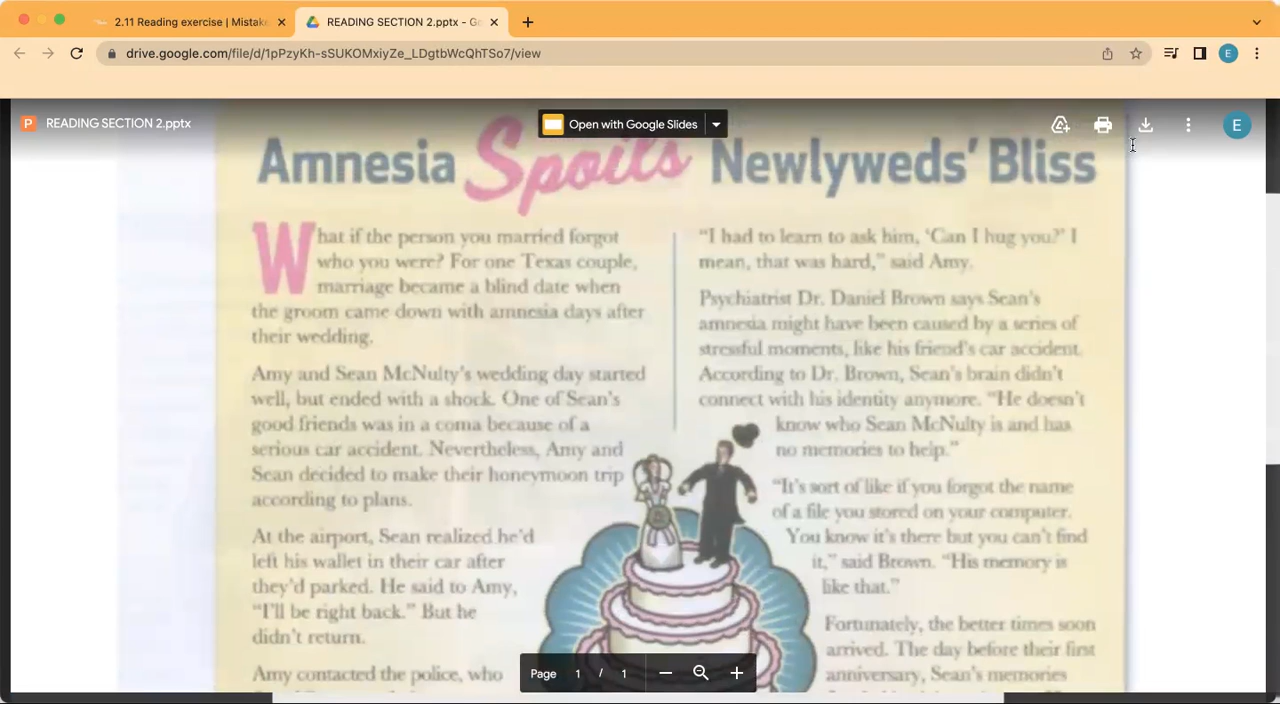 2.11 Reading exercise | Mistak
READING SECTION 2.pptx - Go
drive.google.com/file/d/1pPzyKh-sSUKOMxiyZe_LDgtbWcQhTSo7/view
E
P READING SECTION 2.pptx
Open with Google Slides
E
Amnesia Spoils Newlyweds' Bliss
What if the person you married forgot
who you were? For one Texas couple,
marriage became a blind date when
the groom came down with amnesia days after
their wedding.
Amy and Sean McNulty's wedding day started
well, but ended with a shock. One of Sean's
good friends was in a coma because of a
serious car accident. Nevertheless, Amy and
Sean decided to make their honeymoon trip
according to plans.
At the airport, Sean realized he'd
left his wallet in their car after
they'd parked. He said to Amy,
"I'll be right back." But he
didn't return.
Amy contacted the police, who
"I had to learn to ask him, 'Can I hug you?' I
mean, that was hard," said Amy.
Psychiatrist Dr. Daniel Brown says Sean's
amnesia might have been caused by a series of
stressful moments, like his friend's car accident.
According to Dr. Brown, Sean's brain didn't
connect with his identity anymore. "He doesn't
know who Sean McNulty is and has
no memories to help."
"It's sort of like if you forgot the name
of a file you stored on your computer.
You know it's there but you can't find
it," said Brown. "His memory is
like that."
Fortunately, the better times soon
arrived. The day before their first
anniversary, Sean's memories
Page 1 / 1